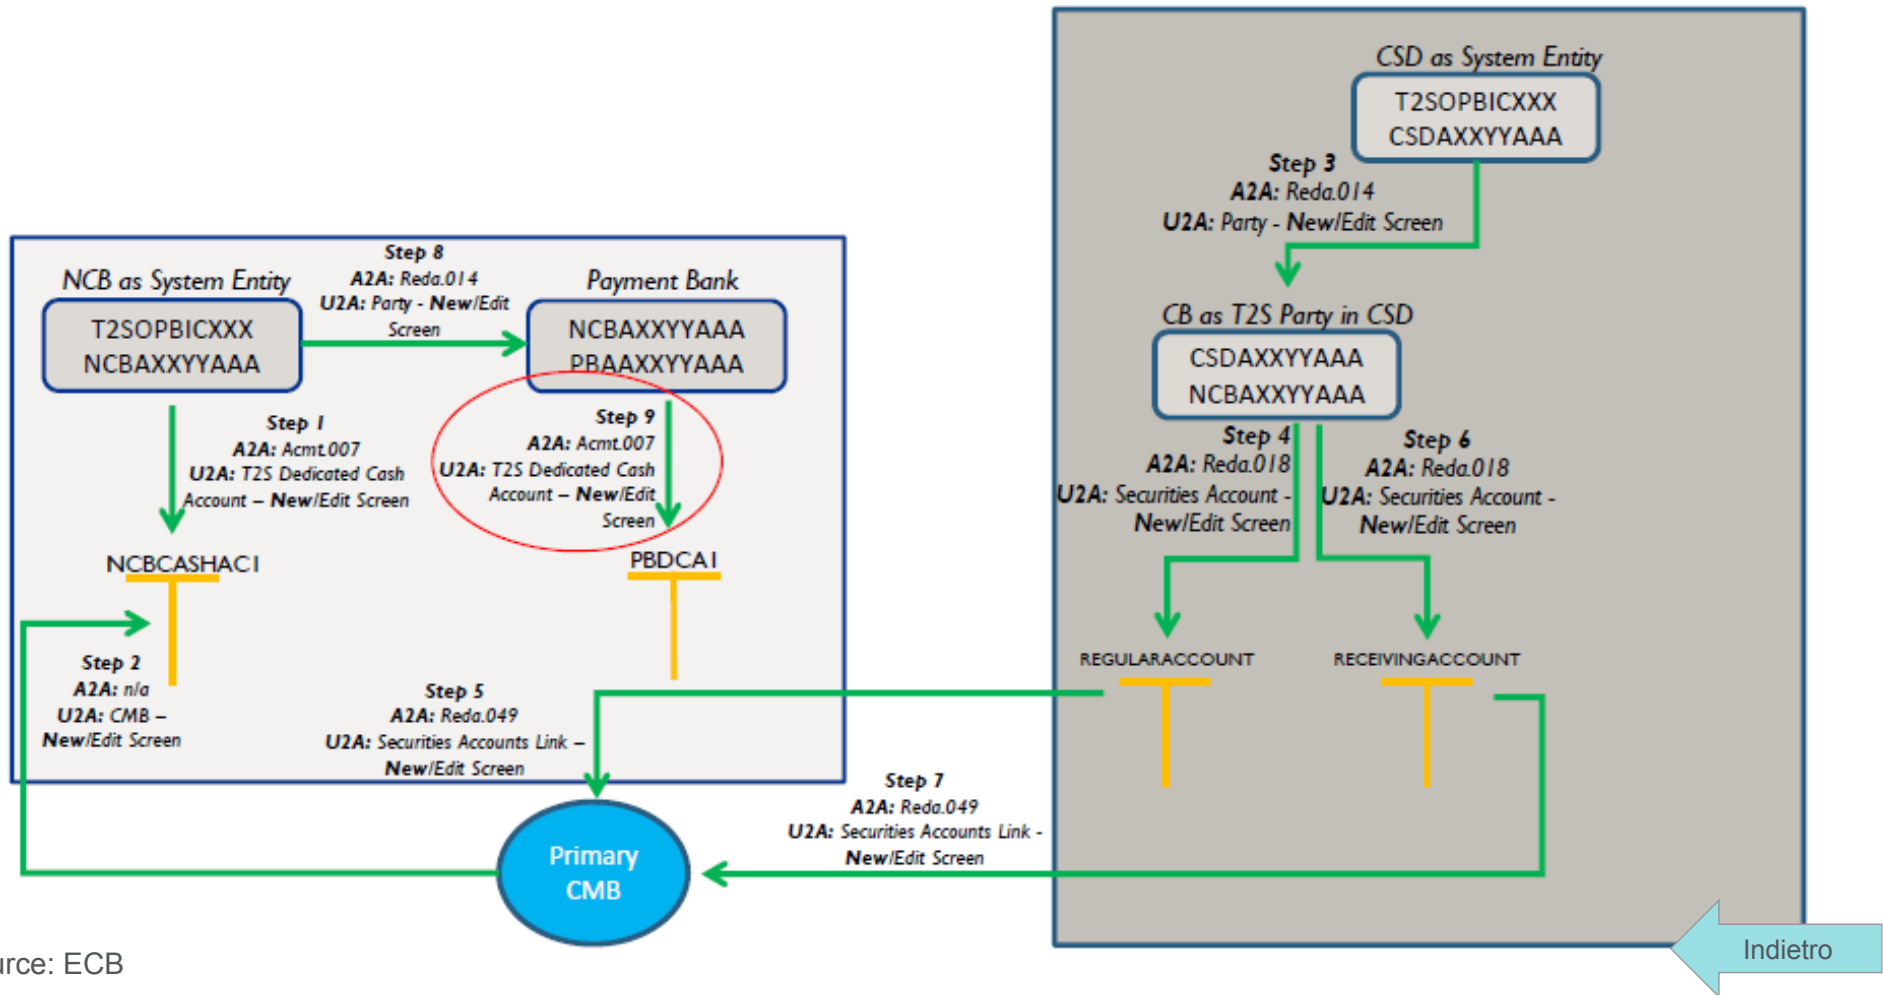 CSD as System Entity
T2SOPBICXXX
CSDAXXYYAAA
Step 3
A2A: Reda.014
U2A: Party - New/Edit Screen
CB as T2S Party in CSD
CSDAXXYYAAA
NCBAXXYYAAA
Step 4
A2A: Reda.018
U2A: Securities Account -
New/Edit Screen
Step 6
A2A: Reda.018
U2A: Securities Account -
New/Edit Screen
REGULARACCOUNT
RECEIVINGACCOUNT
NCB as System Entity
T2SOPBICXXX
NCBAXXYYAAA
Step 8
A2A: Reda.014
U2A: Party - New/Edit
Screen
Payment Bank
NCBAXXYYAAA
PBAAXXYYAAA
Step 1
A2A: Acmt.007
U2A: T2S Dedicated Cash
Account – New/Edit Screen
Step 9
A2A: Acmt.007
U2A: T2S Dedicated Cash
Account – New/Edit
Screen
NCBCASHAC1
PBDCA1
Step 2
A2A: n/a
U2A: CMB –
New/Edit Screen
Step 5
A2A: Reda.049
U2A: Securities Accounts Link –
New/Edit Screen
Step 7
A2A: Reda.049
U2A: Securities Accounts Link -
New/Edit Screen
Primary
CMB
urce: ECB
Indietro